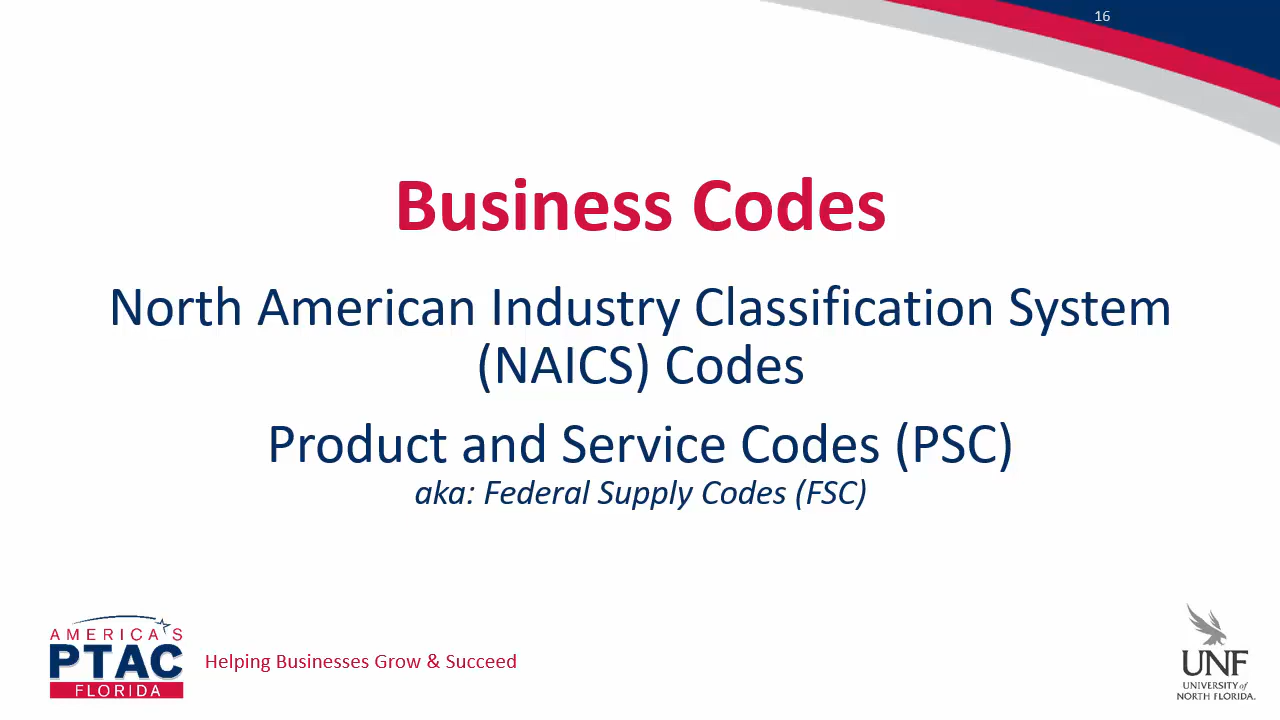 16
Business Codes
North American Industry Classification System
(NAICS) Codes
Product and Service Codes (PSC)
aka: Federal Supply Codes (FSC)
AMERICA'S
PTAC
FLORIDA
Helping Businesses Grow & Succeed
UNF
UNIVERSITY of
NORTH FLORIDA.